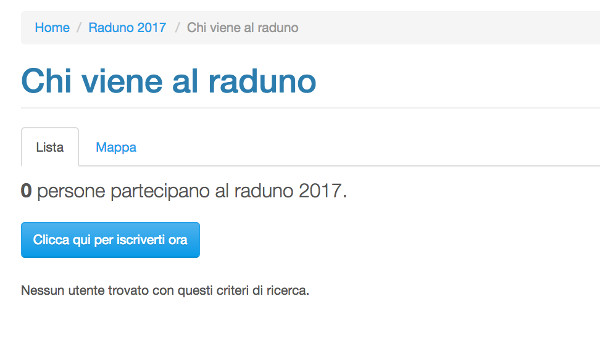 Home / Raduno 2017 / Chi viene al raduno
Chi viene al raduno
Lista Mappa
0 persone partecipano al raduno 2017.
Clicca qui per iscriverti ora
Nessun utente trovato con questi criteri di ricerca.